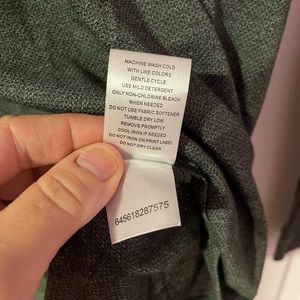 MACHINE WASH COLD
WITH LIKE COLORS
GENTLE CYCLE
USE MILD DETERGENT
ONLY NON-CHLORINE BLEACH
WHEN NEEDED
DO NOT USE FABRIC SOFTENER
TUMBLE DRY LOW
REMOVE PROMPTLY
COOL IRON IF NEEDED
DO NOT IRON ON PRINT LABEL
DO NOT DRY CLEAN
645618287575